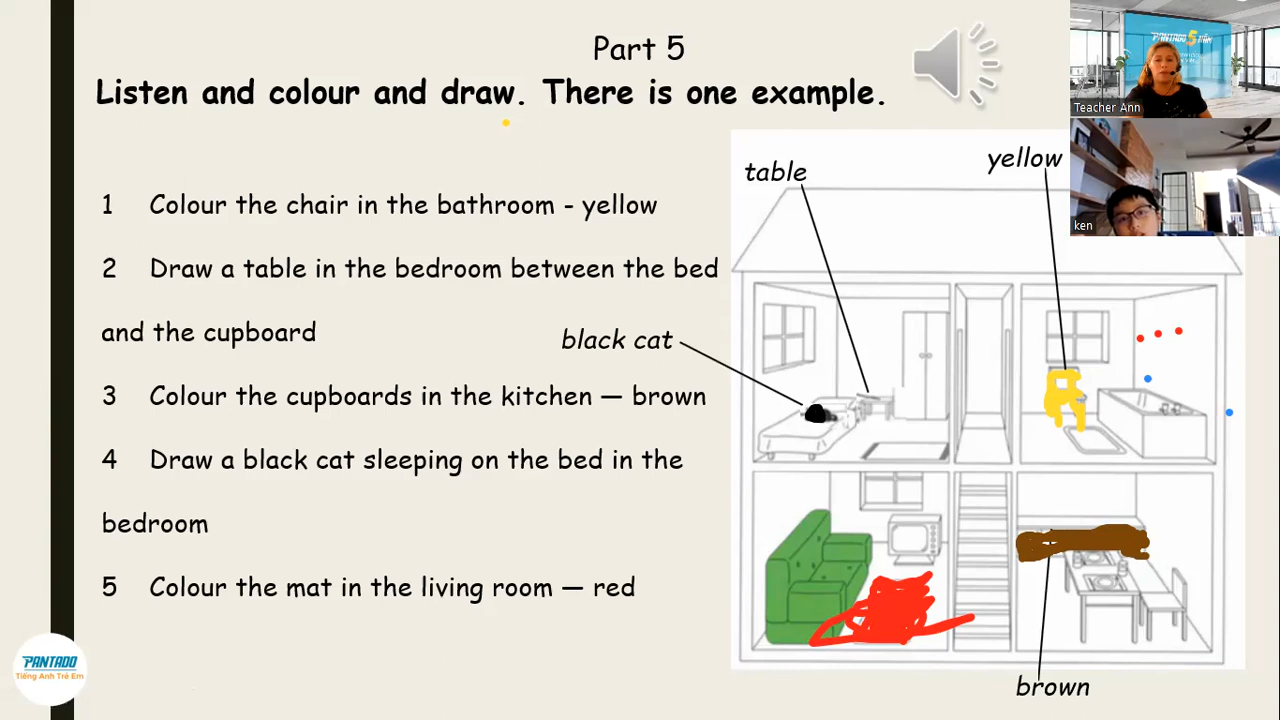 Part 5
Listen and colour and draw. There is one example.
1 Colour the chair in the bathroom - yellow
2 Draw a table in the bedroom between the bed
and the cupboard
3 Colour the cupboards in the kitchen — brown
4 Draw a black cat sleeping on the bed in the
bedroom
5 Colour the mat in the living room — red
table
yellow
black cat
brown
PANTADO
Tiếng Anh Trẻ Em
PANTADO 5
Teacher Ann
ken